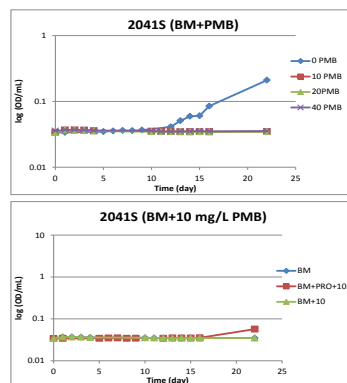 2041S (BM+PMB)
log (OD/mL)
1
0.1
0.01
0 5 10 15 20 25
Time (day)
0 PMB
10 PMB
20PMB
40 PMB
2041S (BM+10 mg/L PMB)
log (OD/mL)
10
1
0.1
0.01
0 5 10 15 20 25
Time (day)
BM
BM+PRO+10
BM+10